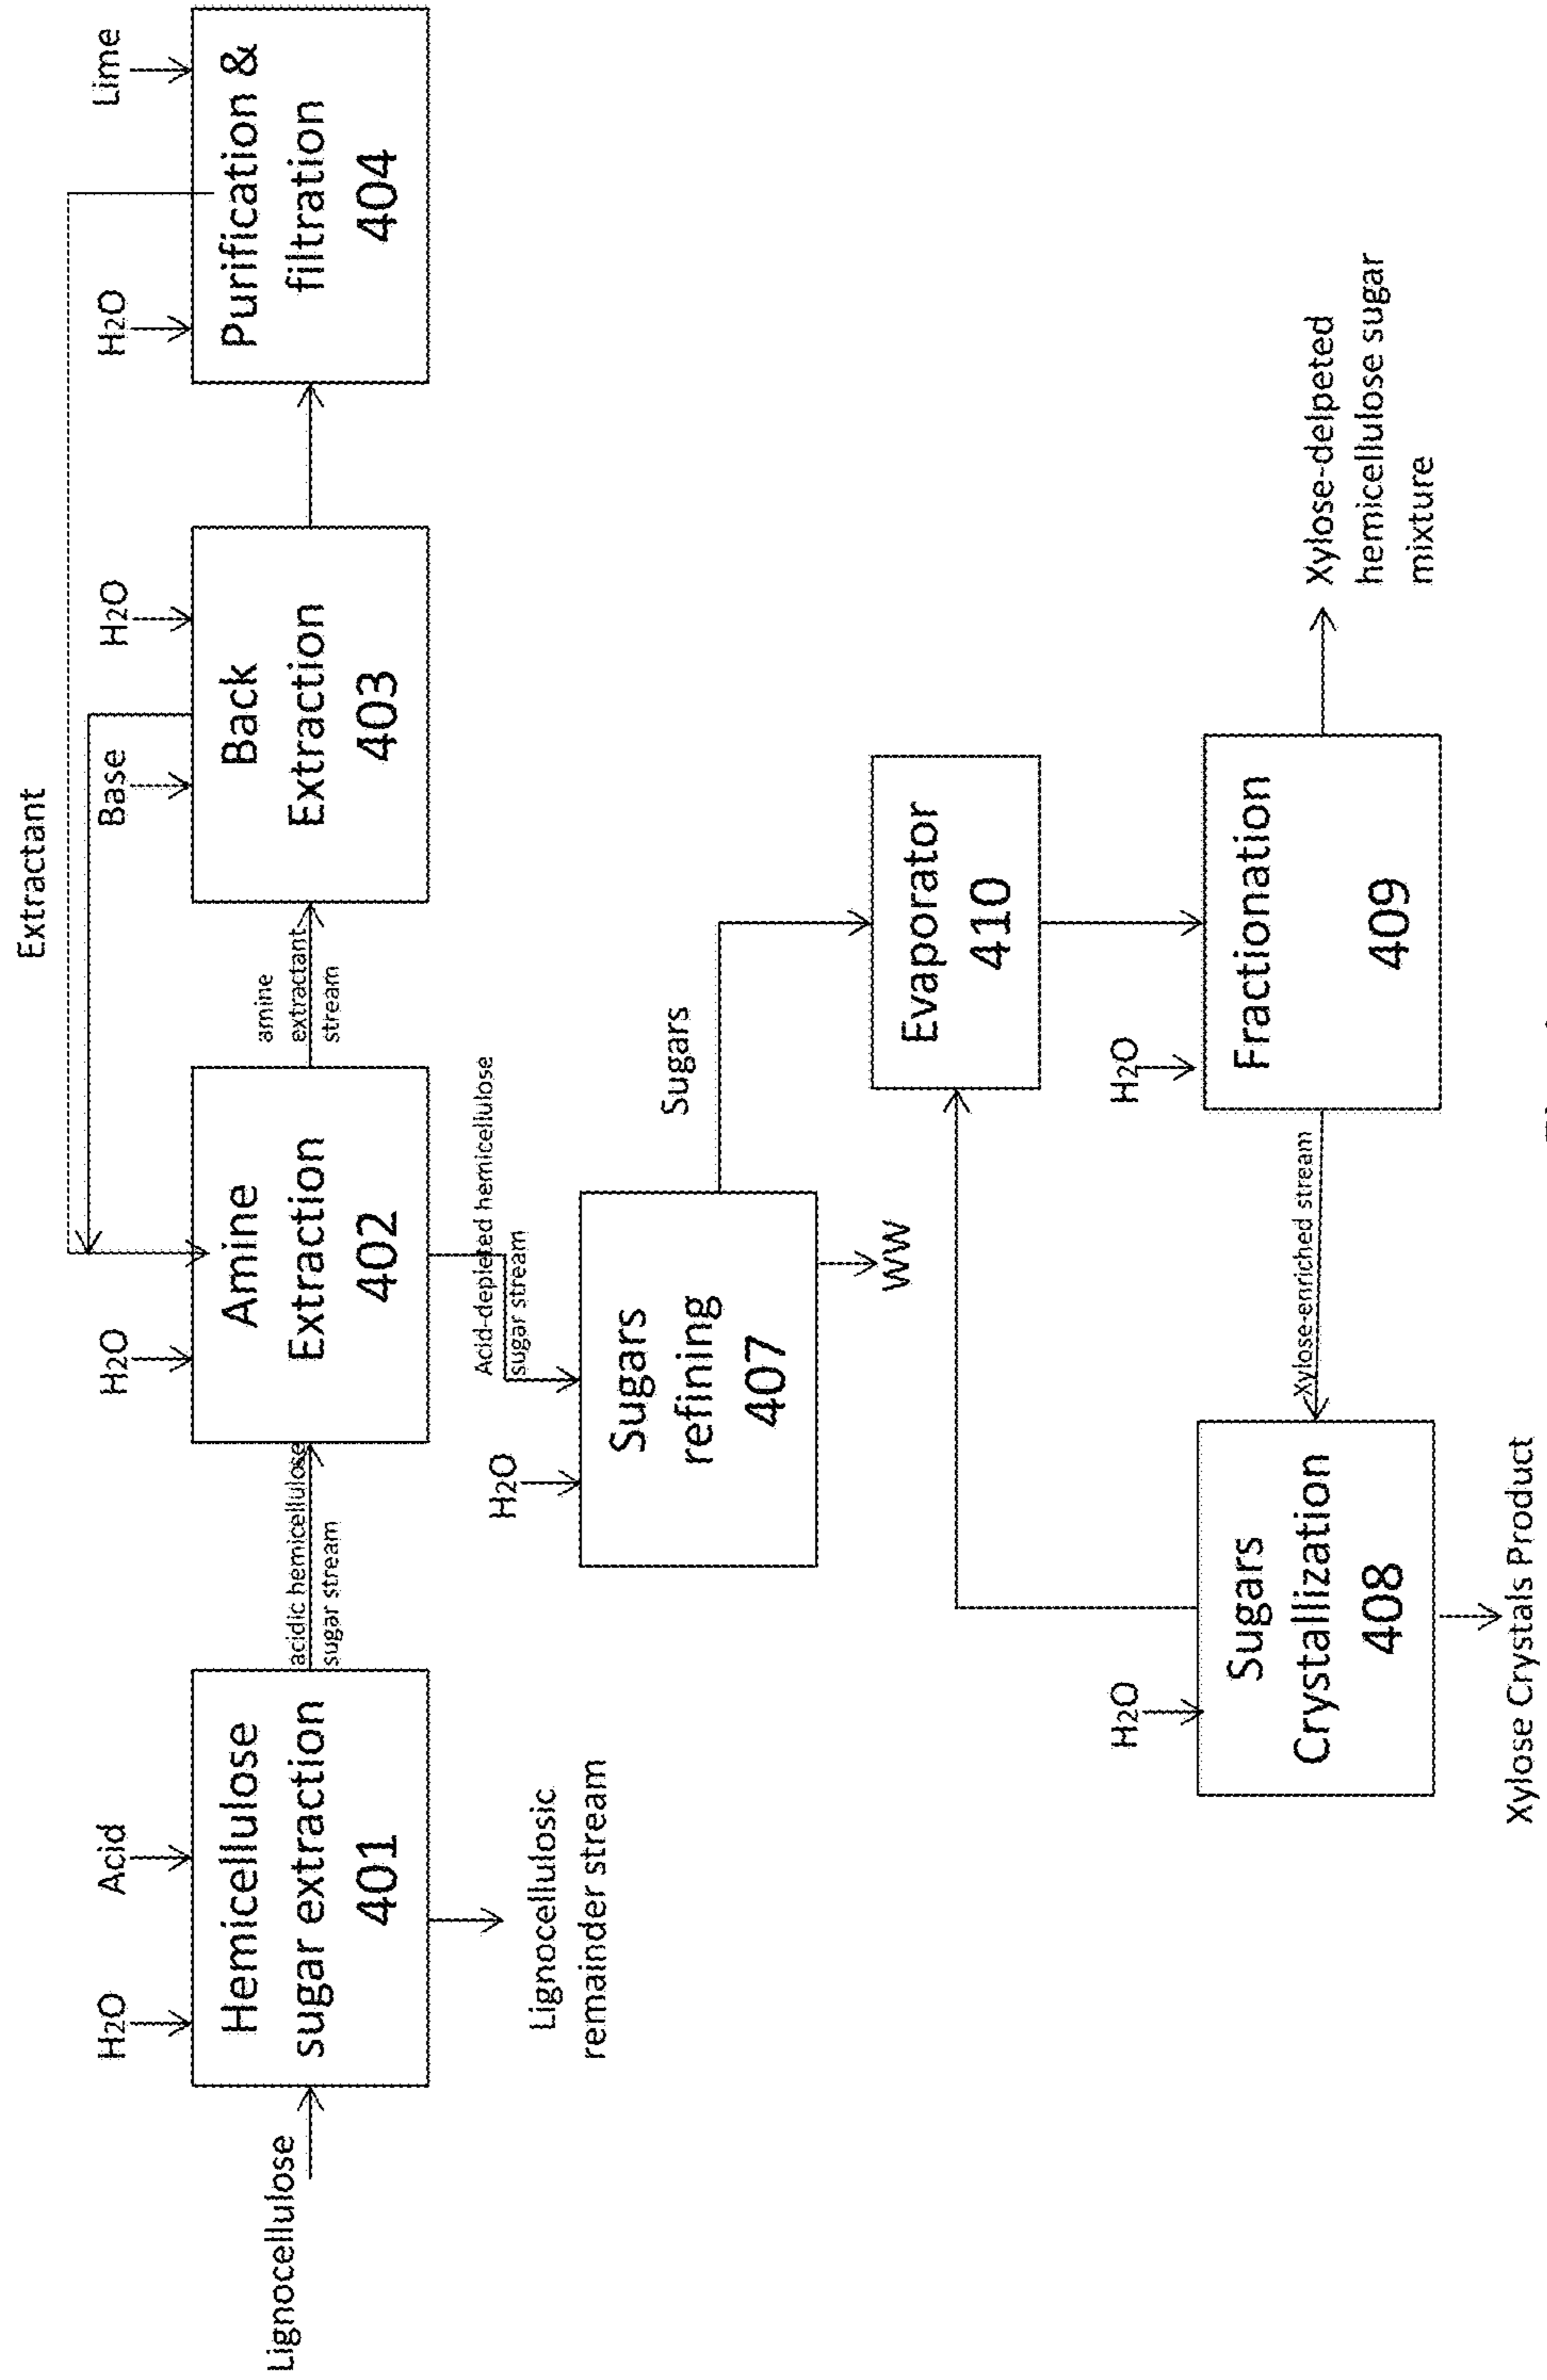 Extractant
H₂O
Acid
H₂O
Base
H₂O
H₂O
Lime
Lignocellulose
Hemicellulose
sugar extraction
401
acidic hemicellulose
sugar stream
Amine
Extraction
402
amine
extractant
stream
Back
Extraction
403
Purification &
filtration
404
Lignocellulosic
remainder stream
Acid-depleted hemicellulose
sugar stream
H₂O
Sugars
refining
407
WW
Sugars
Evaporator
410
H₂O
Sugars
Crystallization
408
Xylose Crystals Product
Xylose-enriched stream
H₂O
Fractionation
409
Xylose-delpeted
hemicellulose sugar
mixture